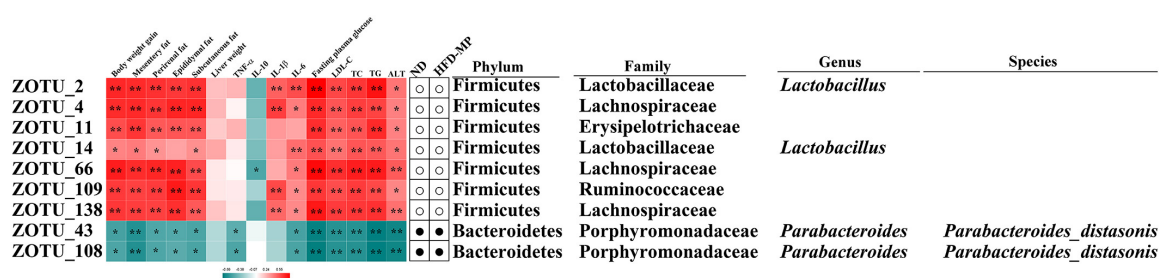 Body weight gain Mesentery fat Perirenal fat Epididymal fat Subcutaneous fat Liver weight TNF-α IL-10 IL-1β IL-6 Fasting plasma glucose LDL-C TC TG ALT ND HFD-MP Phylum Family Genus Species
ZOTU_2 ** ** ** ** ** ** ** ** ** ** ** * ○ ○ Firmicutes Lactobacillaceae Lactobacillus
ZOTU_4 ** ** ** ** ** ** * ** ** ** ** * ○ ○ Firmicutes Lachnospiraceae
ZOTU_11 ** ** ** ** ** ** ** ** ** * ○ ○ Firmicutes Erysipelotrichaceae
ZOTU_14 * * * * ** ** ** ** ** * ○ ○ Firmicutes Lactobacillaceae Lactobacillus
ZOTU_66 ** ** ** ** ** * * ** ** ** ** ** ○ ○ Firmicutes Lachnospiraceae
ZOTU_109 ** ** ** ** ** ** * ** ** ** ** * ○ ○ Firmicutes Ruminococcaceae
ZOTU_138 ** ** ** ** ** ** * ** ** ** ** ** ○ ○ Firmicutes Lachnospiraceae
ZOTU_43 * ** * * * * * ** ** ** ** ** ● ● Bacteroidetes Porphyromonadaceae Parabacteroides Parabacteroides_distasonis
ZOTU_108 * ** * * * * * ** ** ** ** ** ● ● Bacteroidetes Porphyromonadaceae Parabacteroides Parabacteroides_distasonis